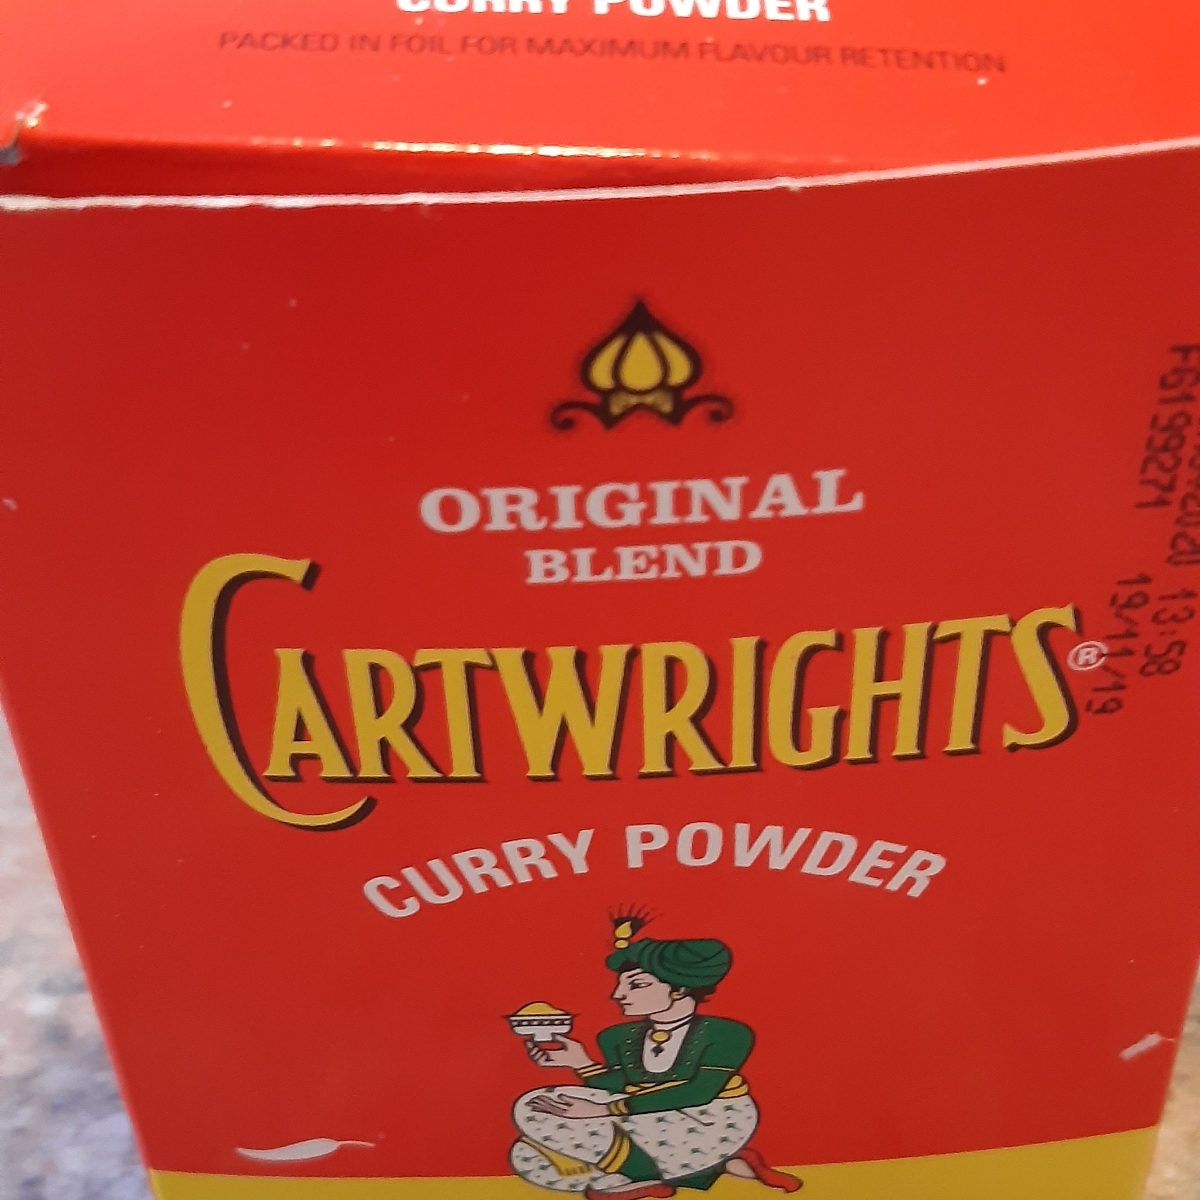 CURRY POWDER
PACKED IN FOIL FOR MAXIMUM FLAVOUR RETENTION
ORIGINAL
BLEND
CARTWRIGHTS®
CURRY POWDER
13:58
19/11/19